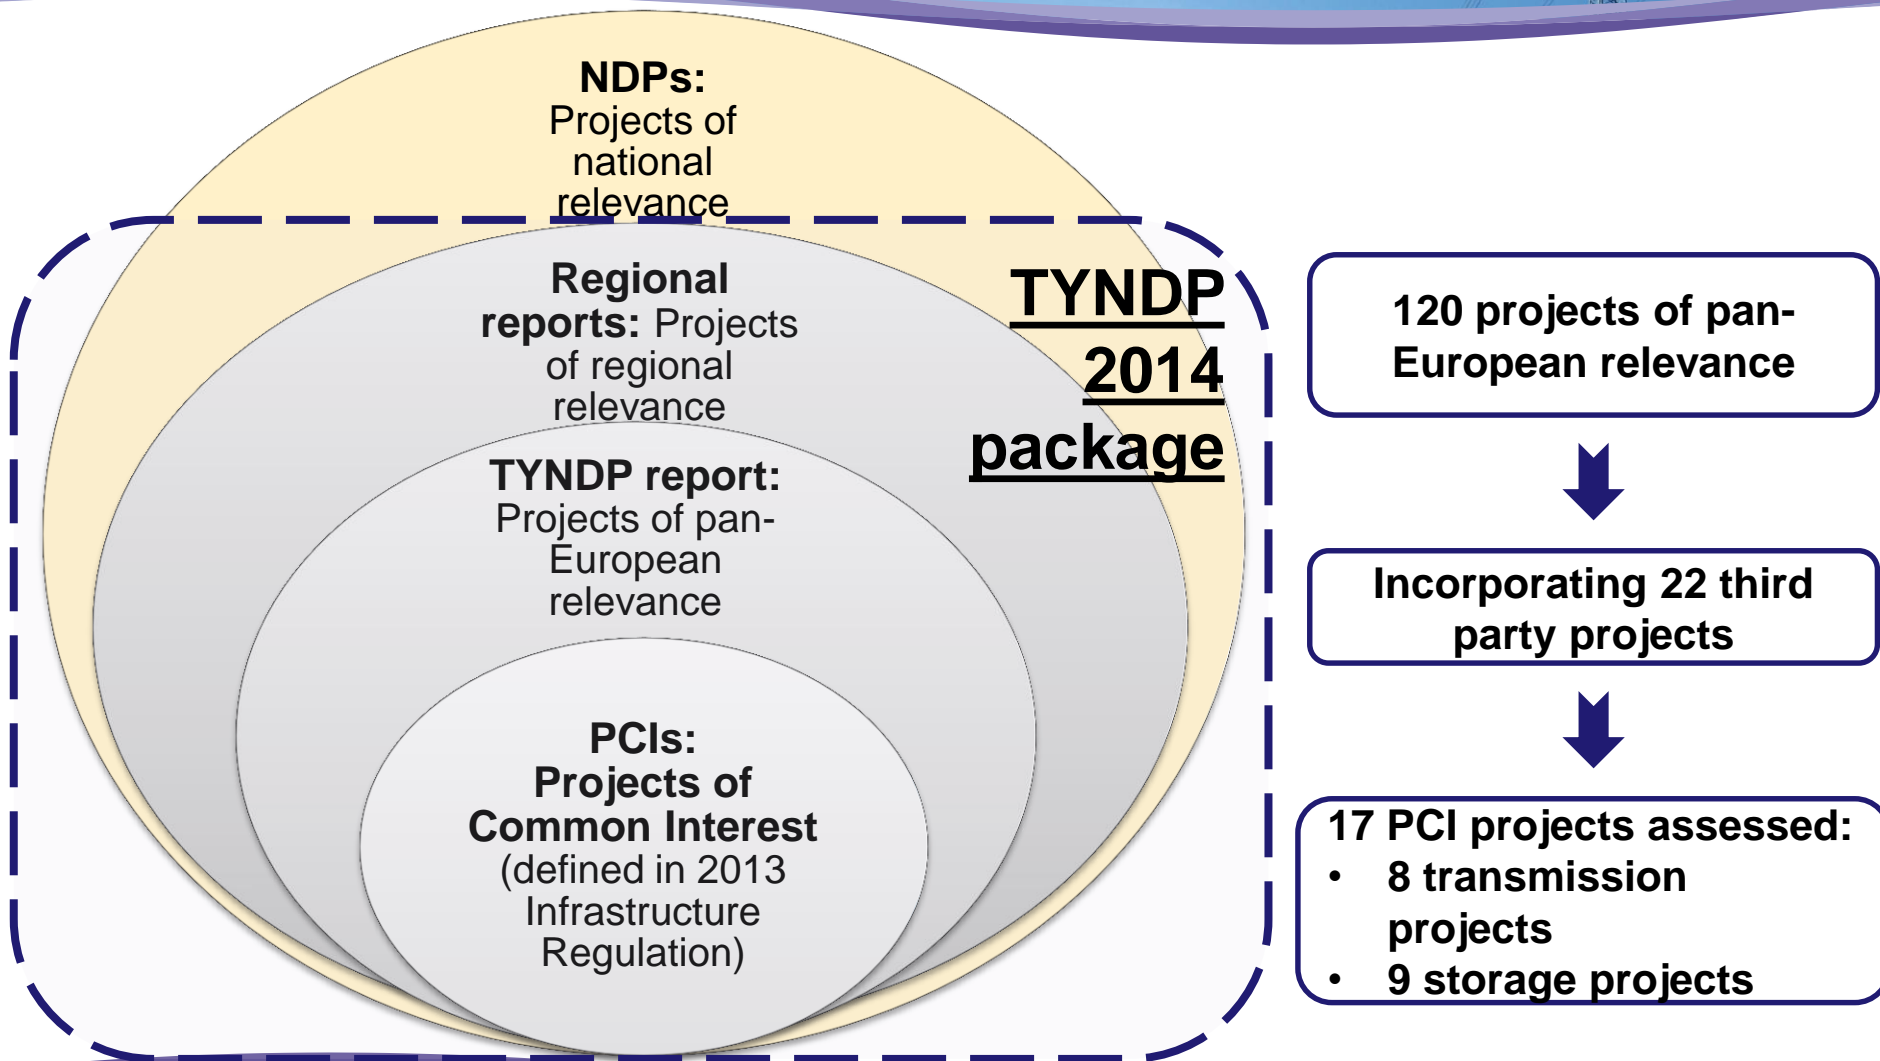 NDPs:
Projects of
national
relevance
Regional
reports: Projects
of regional
relevance
TYNDP report:
Projects of pan-
European
relevance
PCIs:
Projects of
Common Interest
(defined in 2013
Infrastructure
Regulation)
TYNDP
2014
package
120 projects of pan-
European relevance
Incorporating 22 third
party projects
17 PCI projects assessed:
• 8 transmission
projects
• 9 storage projects